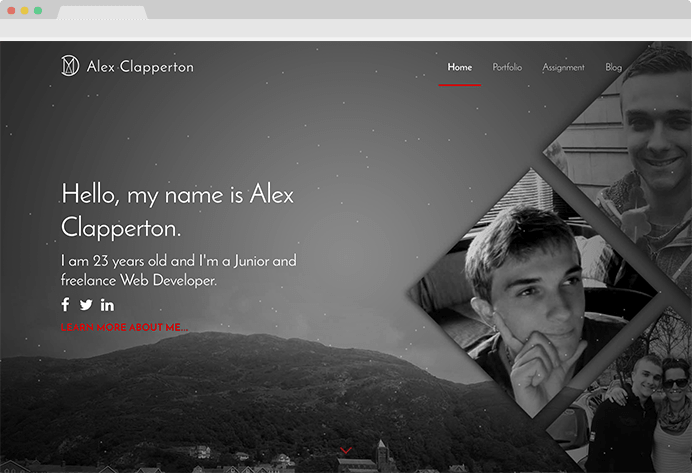 Alex Clapperton
Home Portfolio Assignment Blog
Hello, my name is Alex
Clapperton.
I am 23 years old and I'm a Junior and
freelance Web Developer.
LEARN MORE ABOUT ME...